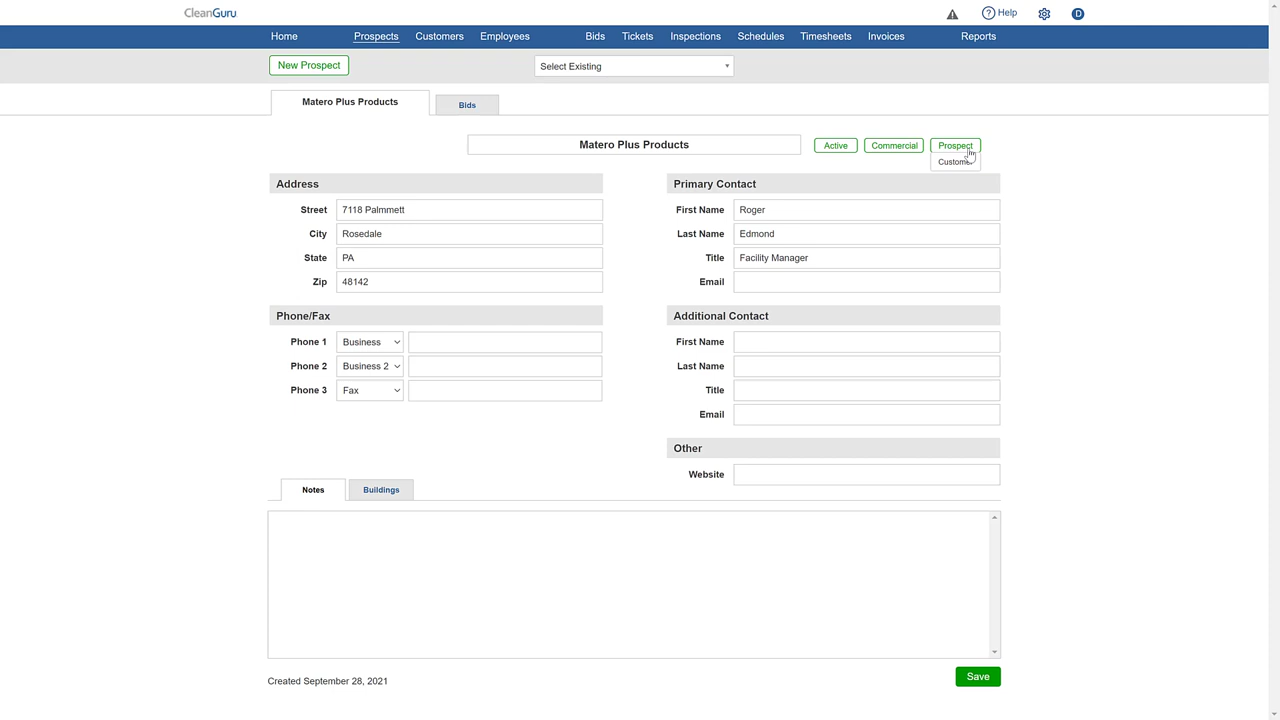 CleanGuru
Help
D
Home
Prospects
Customers
Employees
Bids
Tickets
Inspections
Schedules
Timesheets
Invoices
Reports
New Prospect
Select Existing
Matero Plus Products
Bids
Matero Plus Products
Active
Commercial
Prospect
Customer
Address
Street 7118 Palmmett
City Rosedale
State PA
Zip 48142
Primary Contact
First Name Roger
Last Name Edmond
Title Facility Manager
Email
Phone/Fax
Phone 1 Business
Phone 2 Business 2
Phone 3 Fax
Additional Contact
First Name
Last Name
Title
Email
Other
Website
Notes
Buildings
Created September 28, 2021
Save